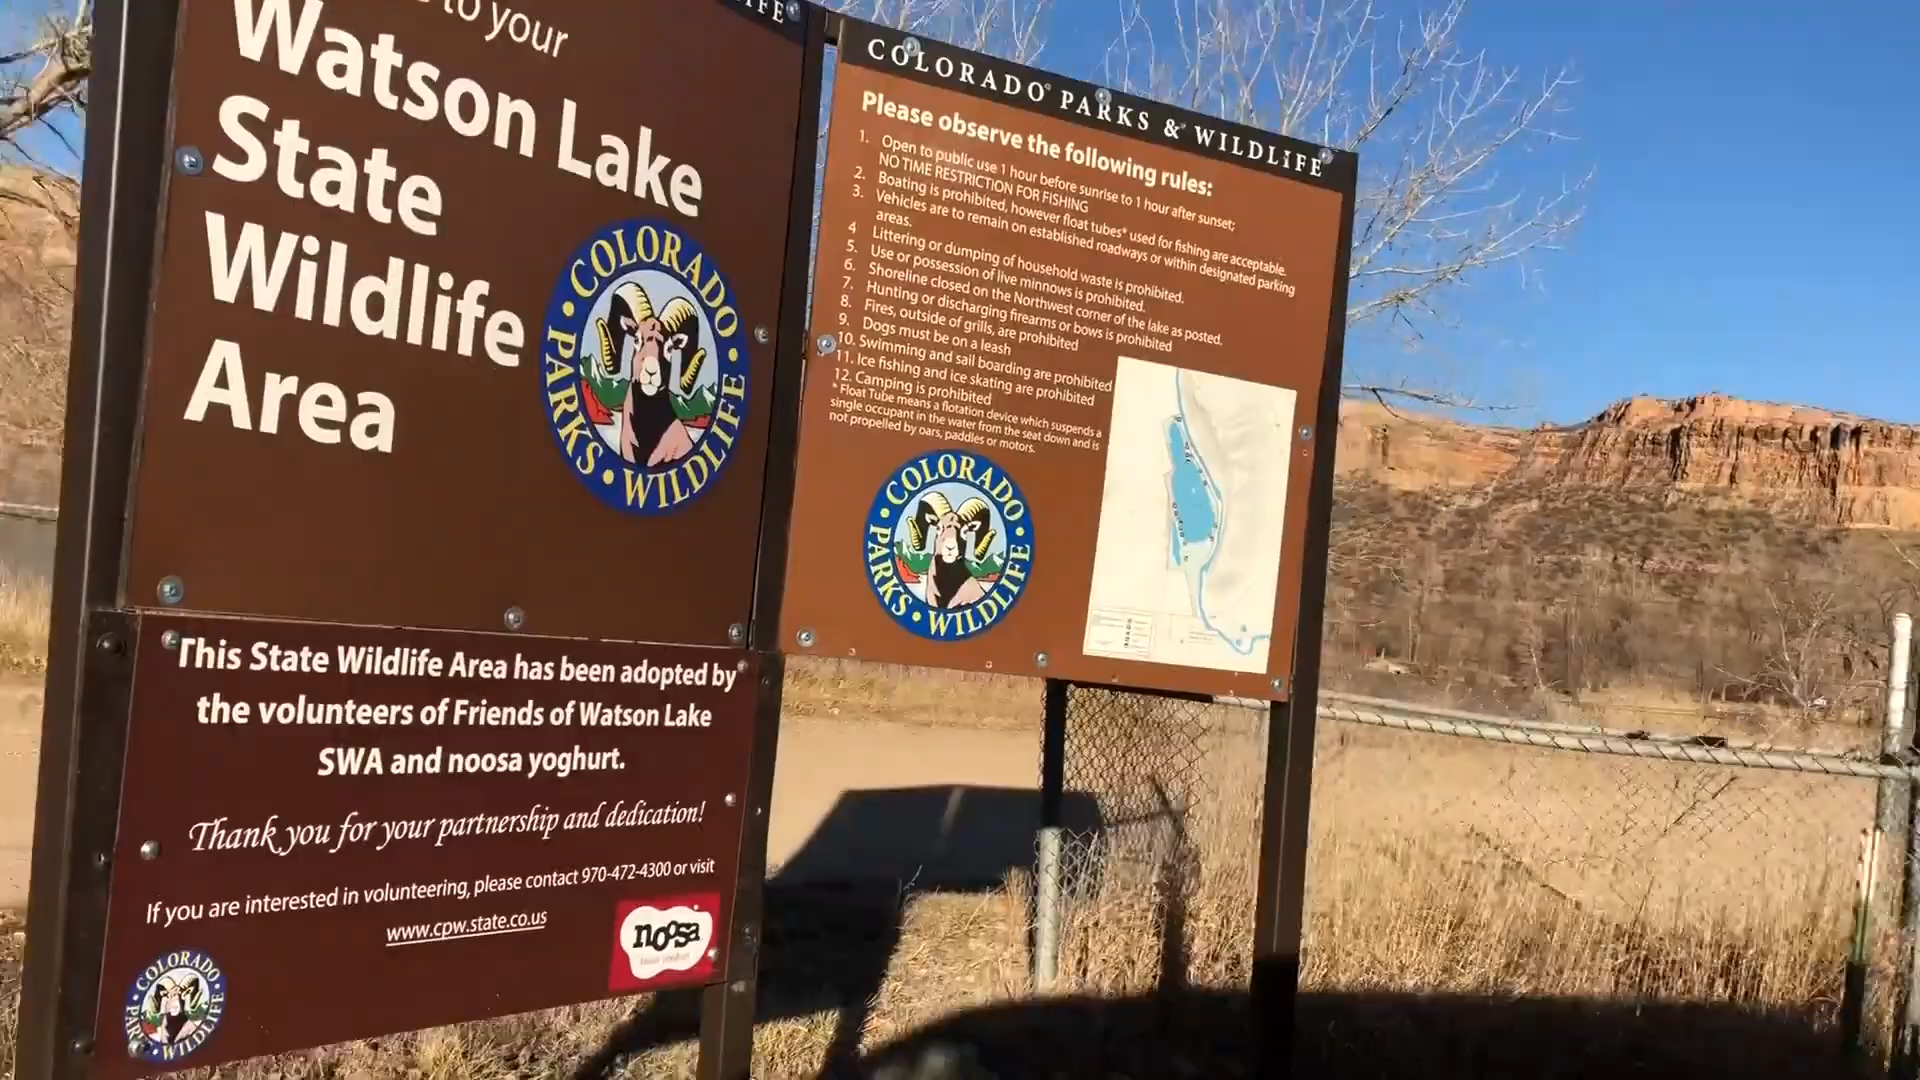 to your
Watson Lake
State
Wildlife
Area
COLORADO • PARKS • WILDLIFE •
This State Wildlife Area has been adopted by
the volunteers of Friends of Watson Lake
SWA and noosa yoghurt.
Thank you for your partnership and dedication!
If you are interested in volunteering, please contact 970-472-4300 or visit
www.cpw.state.co.us
noosa
COLORADO • PARKS • WILDLIFE •
COLORADO PARKS & WILDLIFE
Please observe the following rules:
1. Open to public use 1 hour before sunrise to 1 hour after sunset;
NO TIME RESTRICTION FOR FISHING
2. Boating is prohibited, however float tubes* used for fishing are acceptable.
3. Vehicles are to remain on established roadways or within designated parking
areas.
4 Littering or dumping of household waste is prohibited.
5. Use or possession of live minnows is prohibited.
6. Shoreline closed on the Northwest corner of the lake as posted.
7. Hunting or discharging firearms or bows is prohibited
8. Fires, outside of grills, are prohibited
9. Dogs must be on a leash
10. Swimming and sail boarding are prohibited
11. Ice fishing and ice skating are prohibited
12. Camping is prohibited
* Float Tube means a flotation device which suspends a
single occupant in the water from the seat down and is
not propelled by oars, paddles or motors.
COLORADO • PARKS • WILDLIFE •